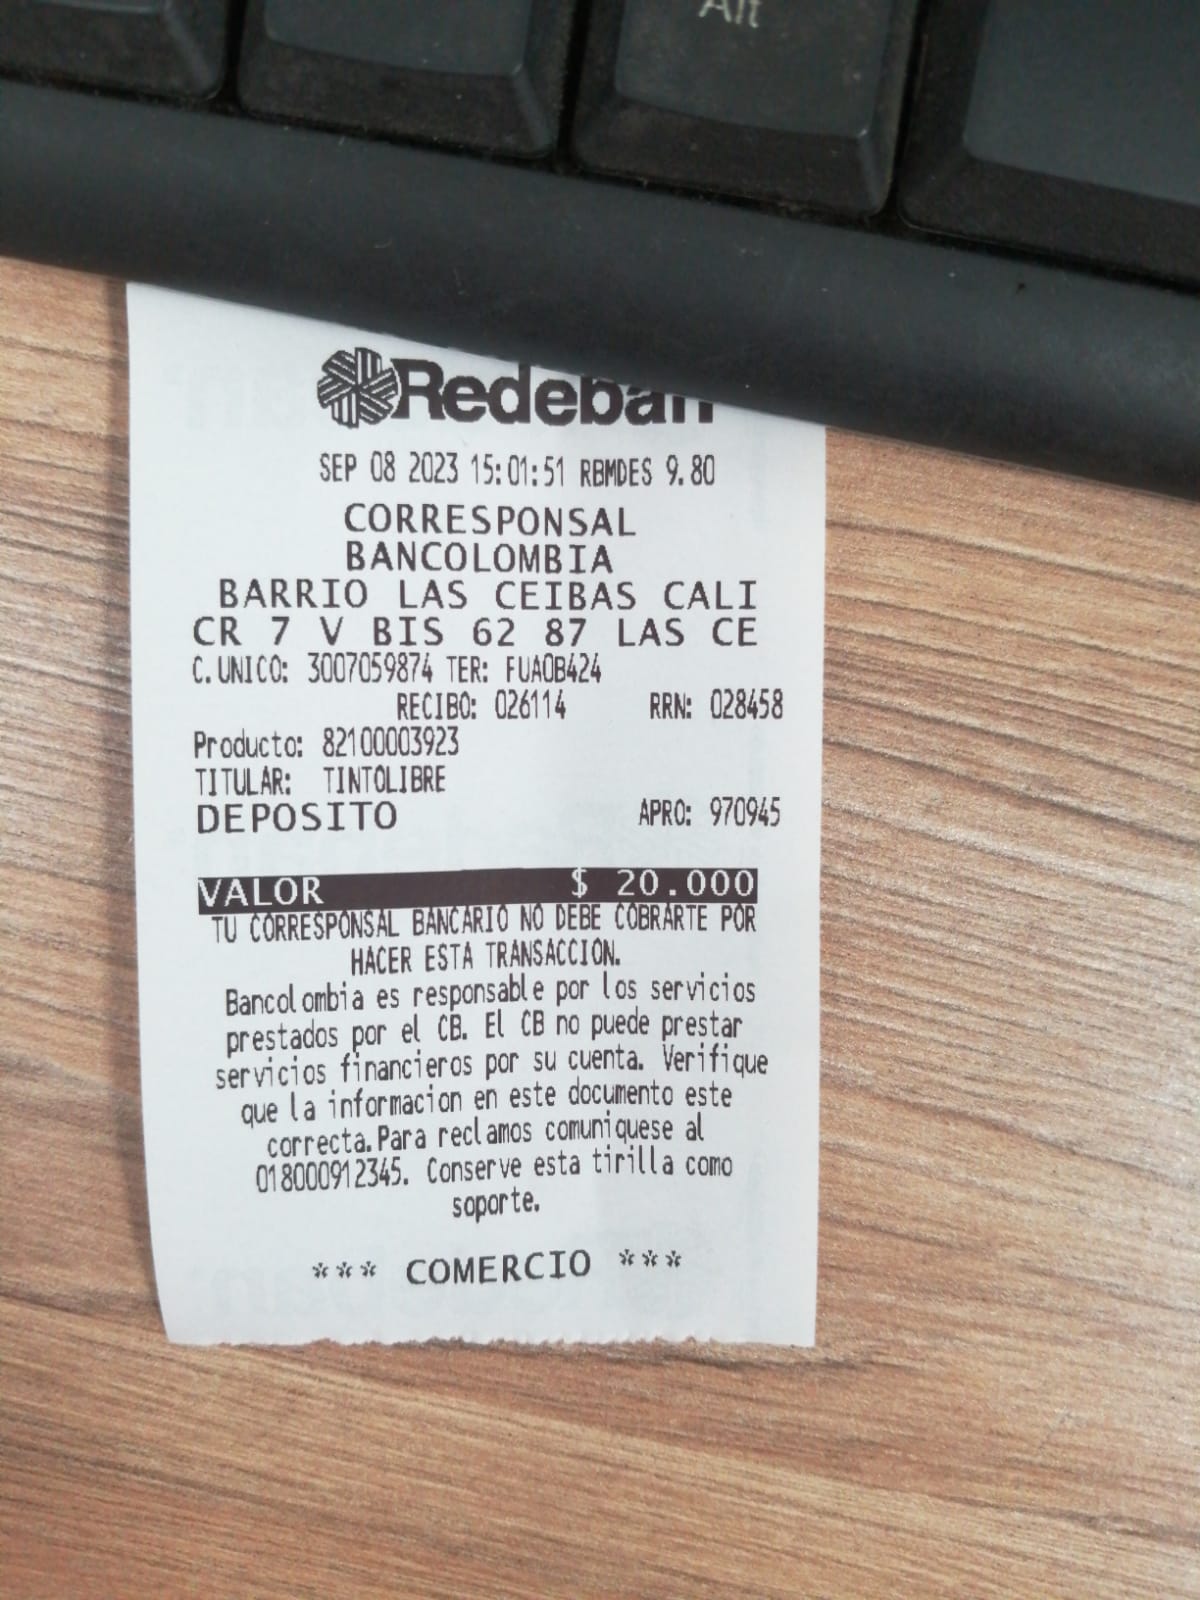 Alt
Redeban
SEP 08 2023 15:01:51 RBMDES 9.80
CORRESPONSAL
BANCOLOMBIA
BARRIO LAS CEIBAS CALI
CR 7 V BIS 62 87 LAS CE
C.UNICO: 3007059874 TER: FUA0B424
RECIBO: 026114 RRN: 028458
Producto: 82100003923
TITULAR: TINTOLIBRE
DEPOSITO APRO: 970945
VALOR $ 20.000
TU CORRESPONSAL BANCARIO NO DEBE COBRARTE POR
HACER ESTA TRANSACCION.
Bancolombia es responsable por los servicios
prestados por el CB. El CB no puede prestar
servicios financieros por su cuenta. Verifique
que la informacion en este documento este
correcta.Para reclamos comuniquese al
018000912345. Conserve esta tirilla como
soporte.
*** COMERCIO ***